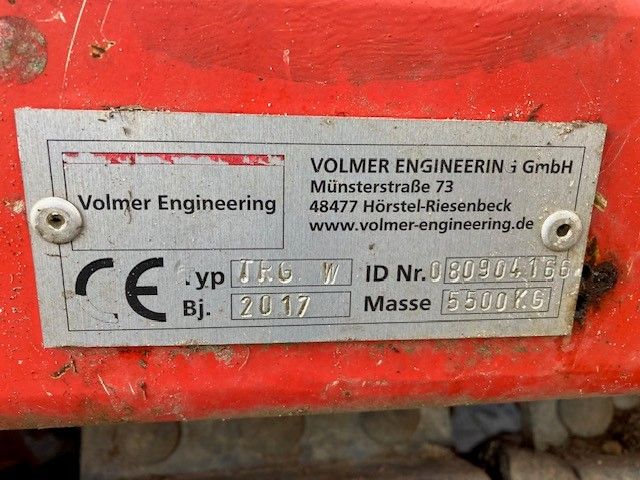 VOLMER ENGINEERING GmbH
Münsterstraße 73
48477 Hörstel-Riesenbeck
www.volmer-engineering.de
Volmer Engineering
CE Typ TRG W ID Nr. 080904166
Bj. 2017 Masse 5500KG